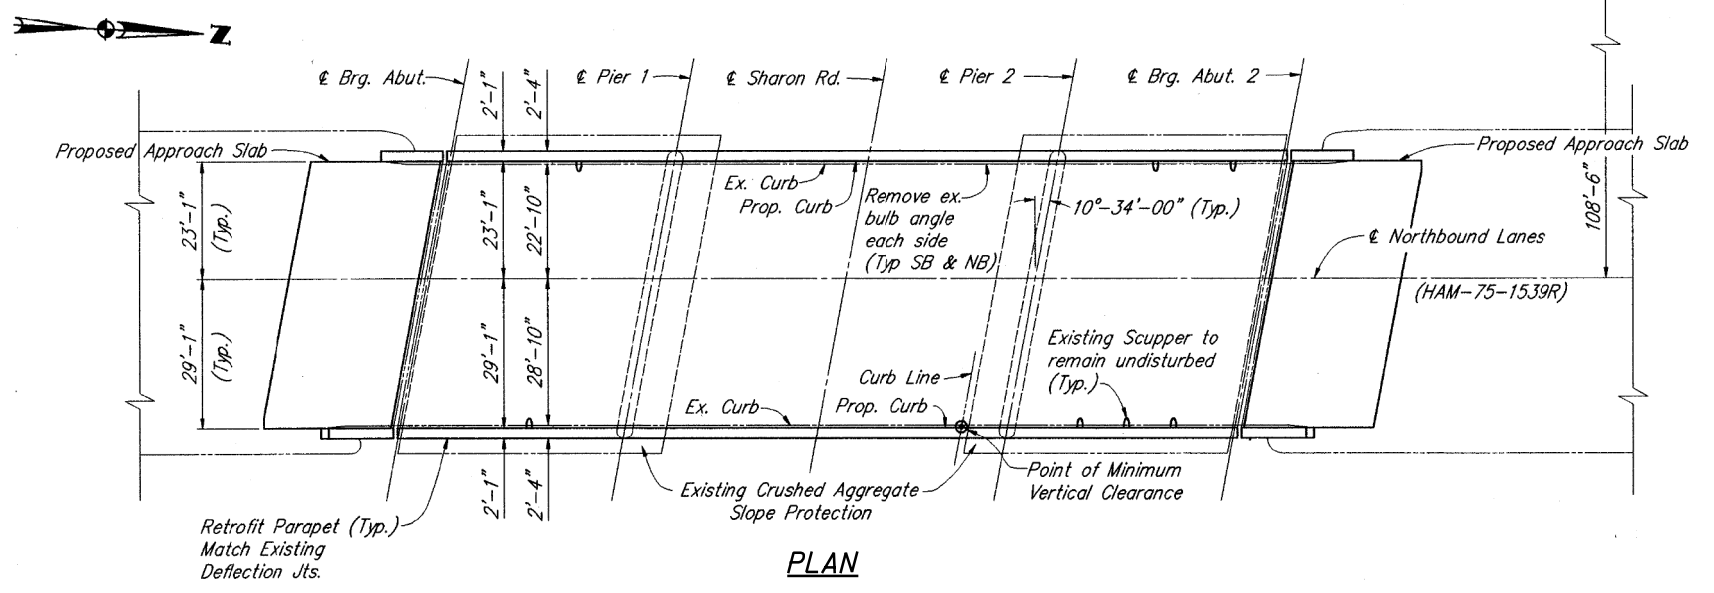 N
℄ Brg. Abut.
2'-1"
2'-4"
℄ Pier 1
℄ Sharon Rd.
℄ Pier 2
℄ Brg. Abut. 2
Proposed Approach Slab
Proposed Approach Slab
23'-1"
(Typ.)
23'-1"
22'-10"
Ex. Curb
Prop. Curb
Remove ex.
bulb angle
each side
(Typ SB & NB)
10°-34'-00" (Typ.)
108'-6"
℄ Northbound Lanes
(HAM-75-1539R)
29'-1"
(Typ.)
29'-1"
28'-10"
Existing Scupper to
remain undisturbed
(Typ.)
Curb Line
Ex. Curb
Prop. Curb
2'-1"
2'-4"
Existing Crushed Aggregate
Slope Protection
Point of Minimum
Vertical Clearance
Retrofit Parapet (Typ.)
Match Existing
Deflection Jts.
PLAN